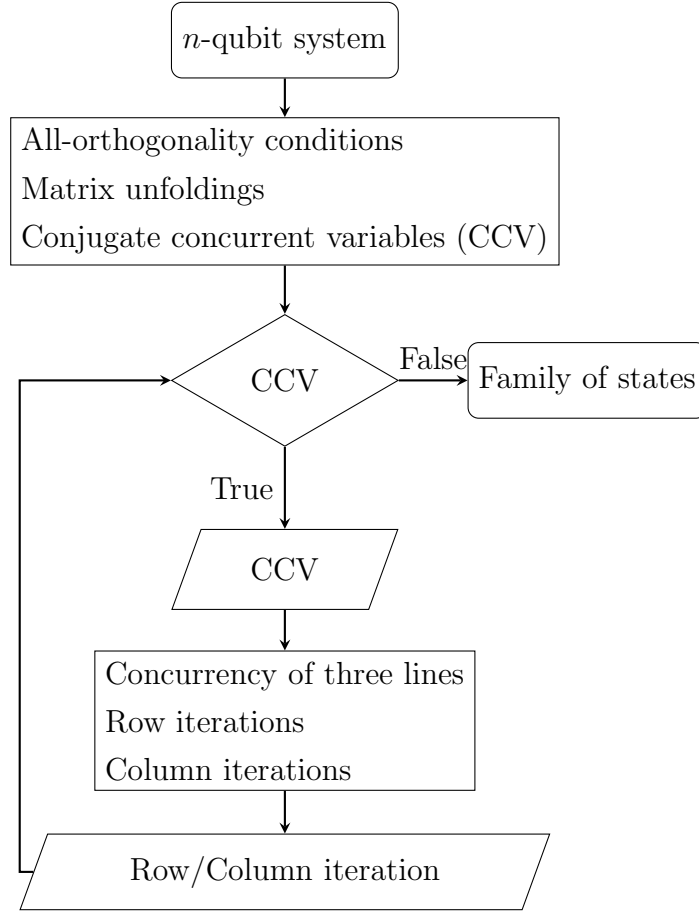 n-qubit system
All-orthogonality conditions
Matrix unfoldings
Conjugate concurrent variables (CCV)
CCV
False
Family of states
True
CCV
Concurrency of three lines
Row iterations
Column iterations
Row/Column iteration